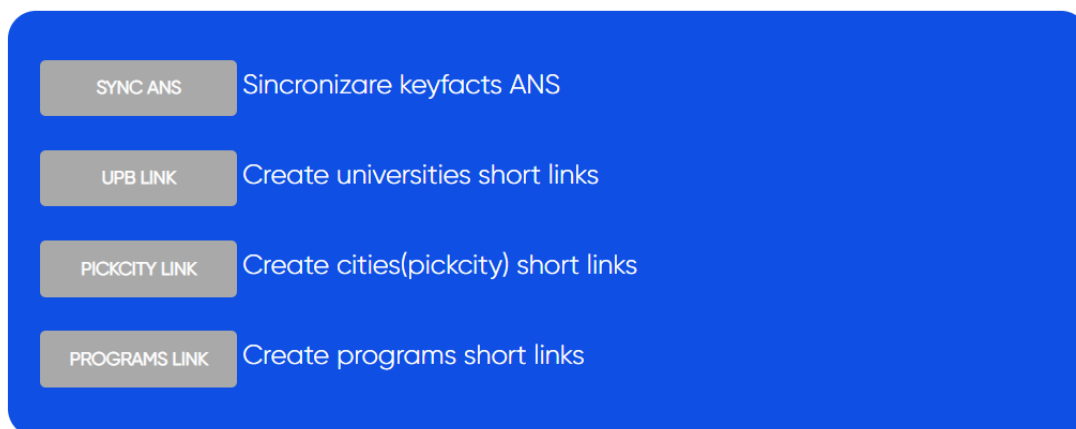 SYNC ANS Sincronizare keyfacts ANS
UPB LINK Create universities short links
PICKCITY LINK Create cities(pickcity) short links
PROGRAMS LINK Create programs short links